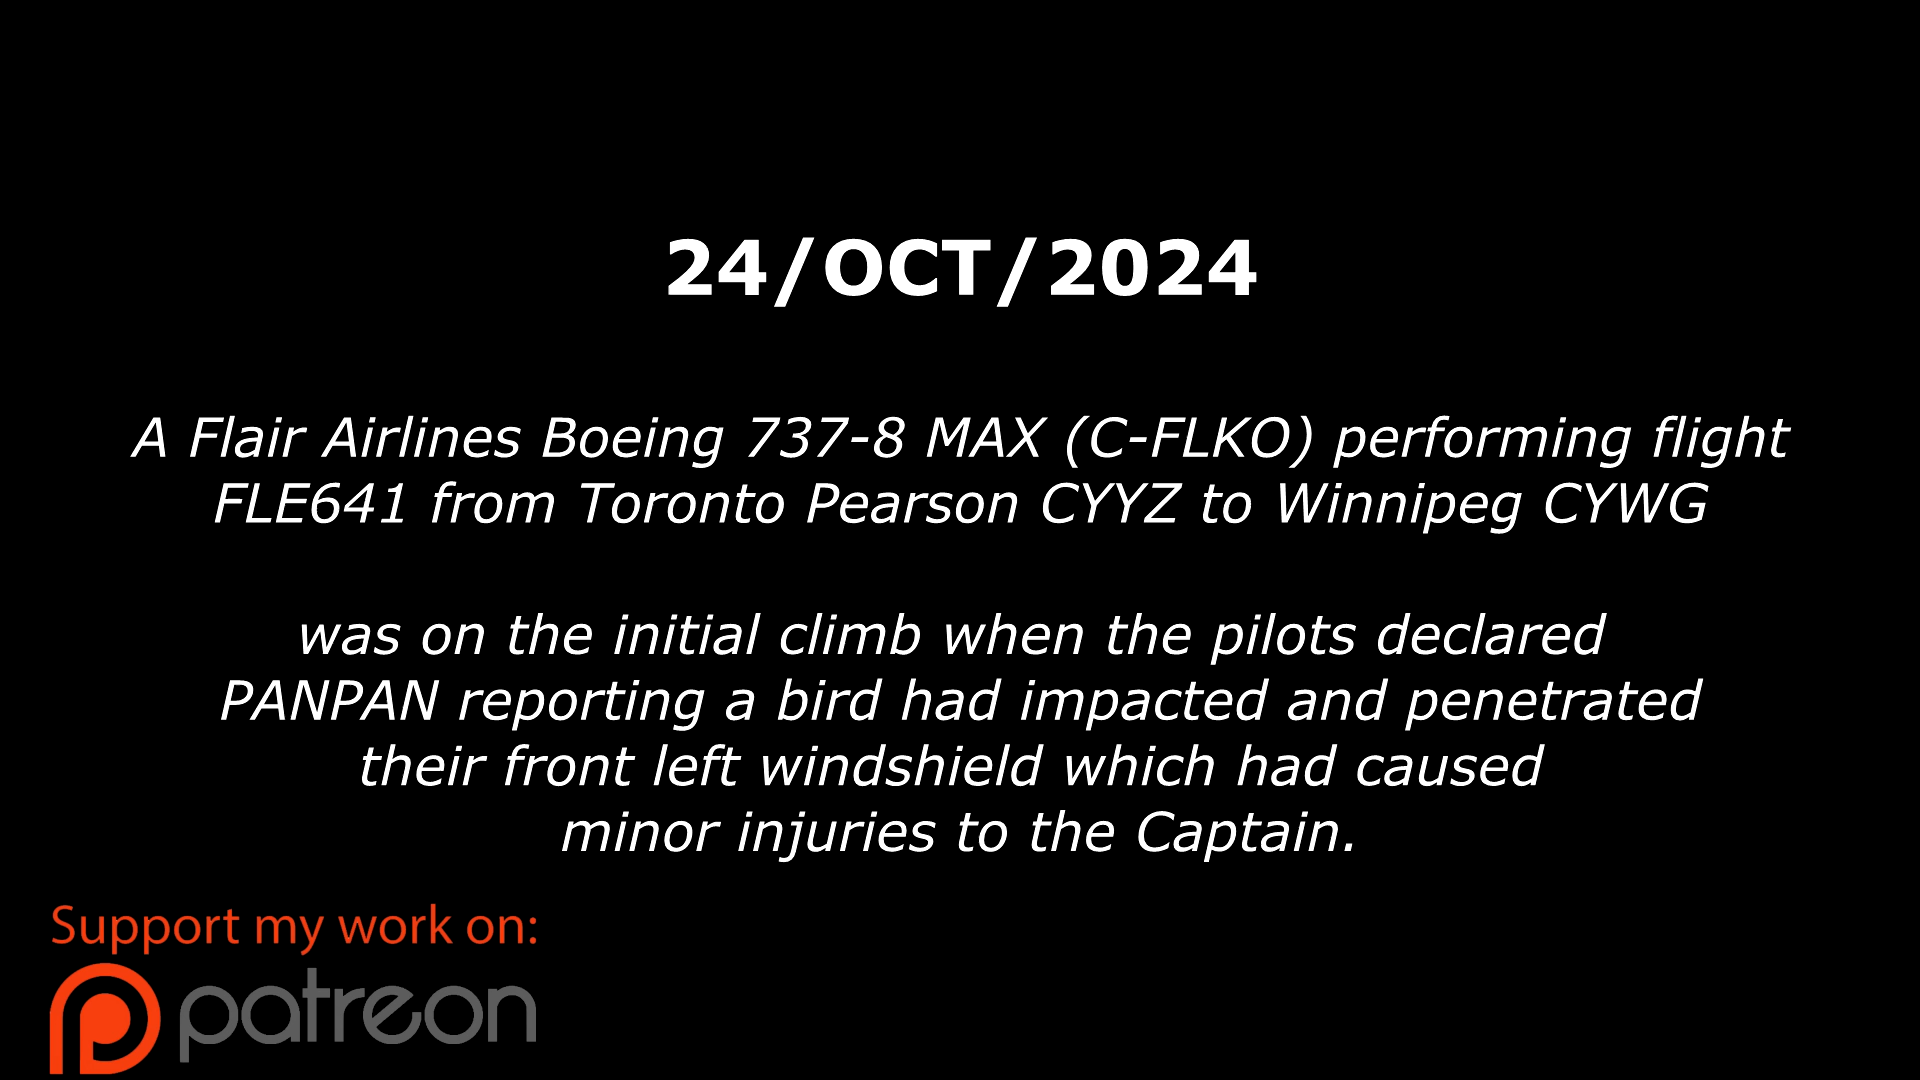 24/OCT/2024
A Flair Airlines Boeing 737-8 MAX (C-FLKO) performing flight
FLE641 from Toronto Pearson CYYZ to Winnipeg CYWG
was on the initial climb when the pilots declared
PANPAN reporting a bird had impacted and penetrated
their front left windshield which had caused
minor injuries to the Captain.
Support my work on:
patreon